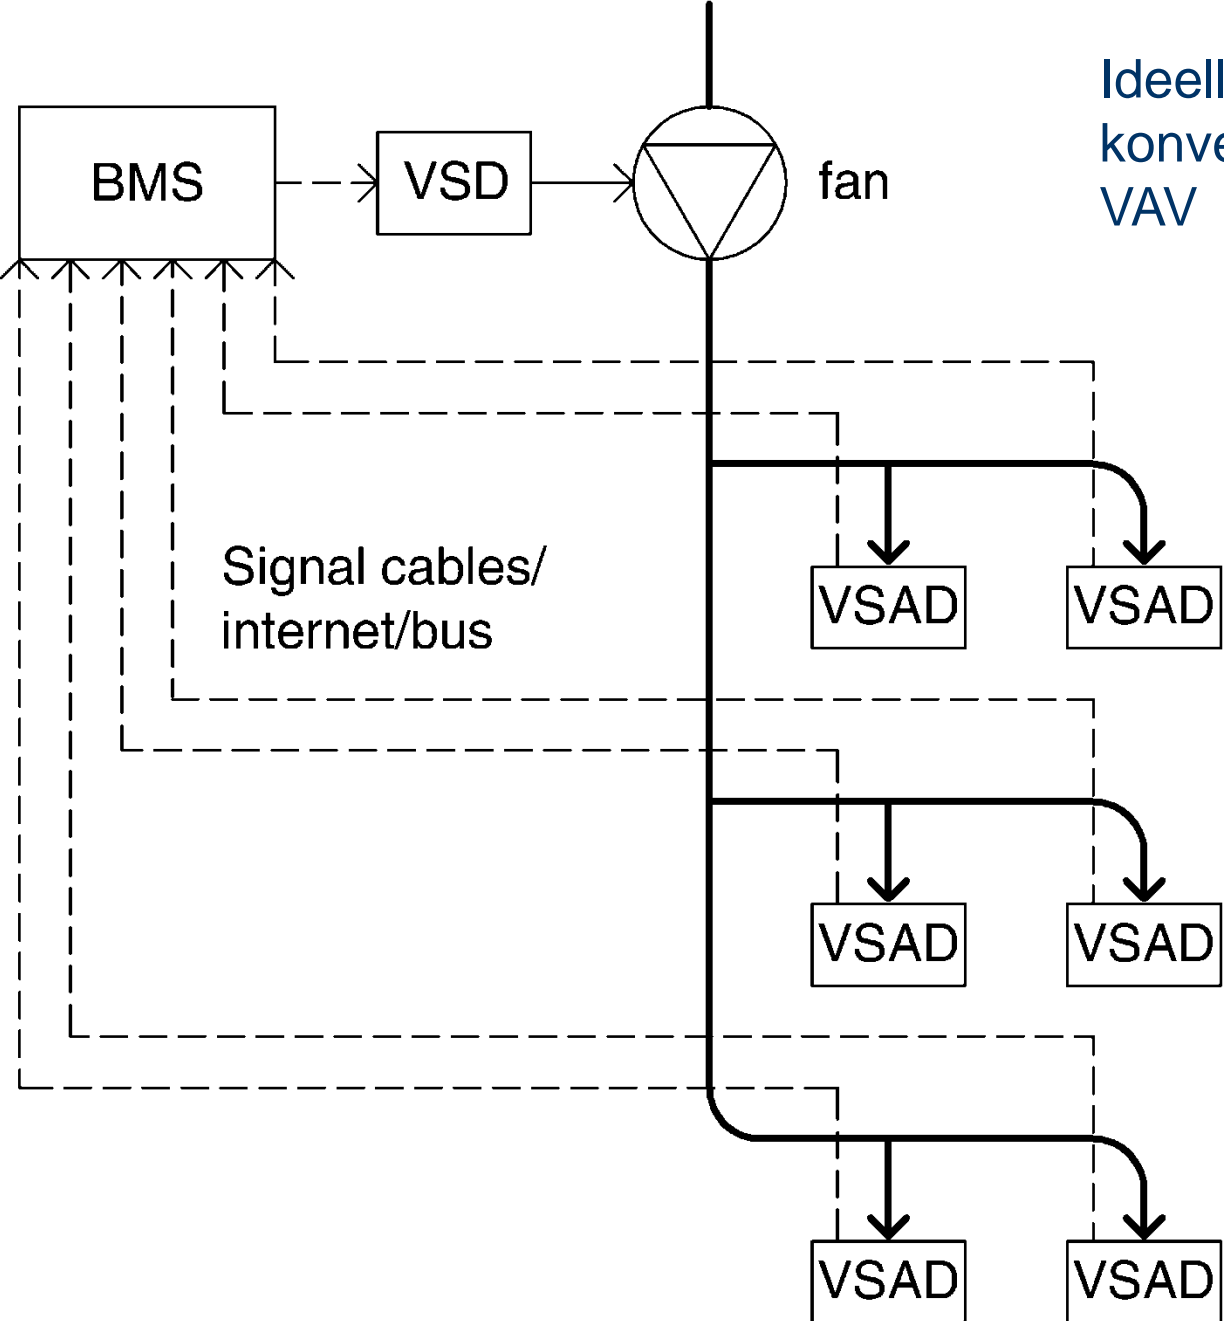 Ideell
konve
VAV
BMS
VSD
fan
Signal cables/
internet/bus
VSAD
VSAD
VSAD
VSAD
VSAD
VSAD